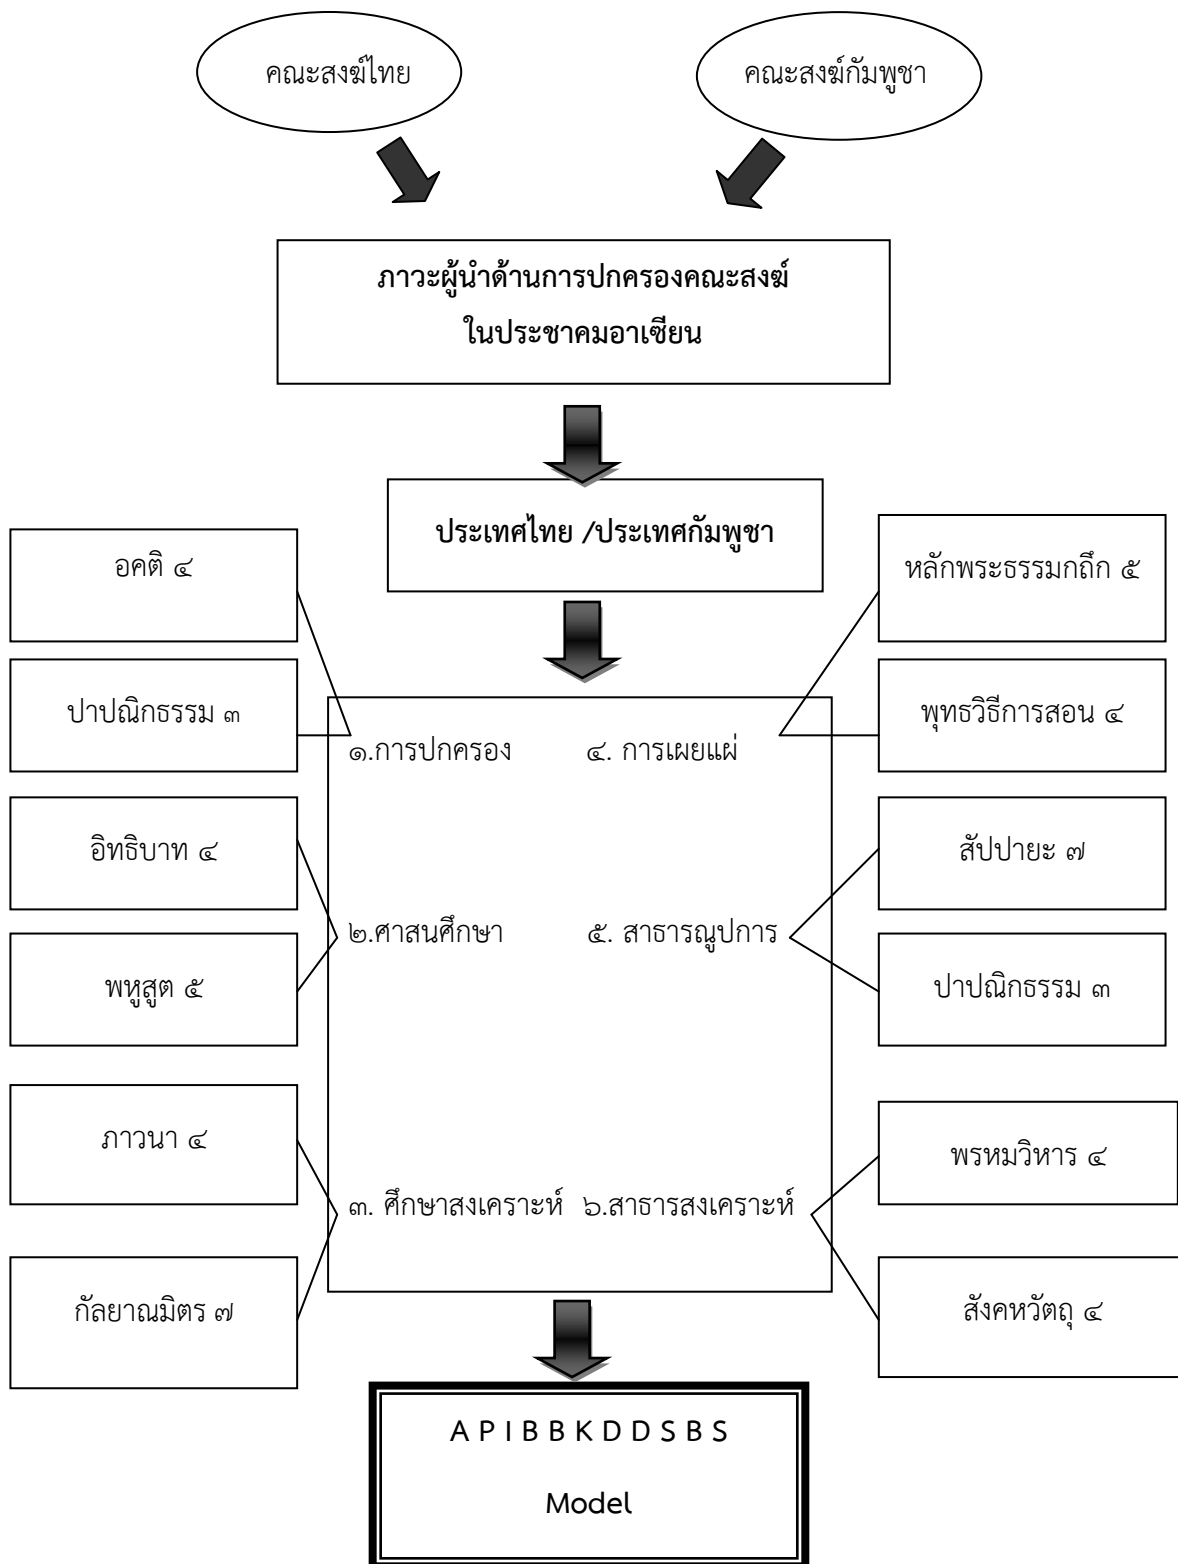 คณะสงฆ์ไทย
คณะสงฆ์กัมพูชา
ภาวะผู้นำด้านการปกครองคณะสงฆ์
ในประชาคมอาเซียน
ประเทศไทย /ประเทศกัมพูชา
อคติ ๔
หลักพระธรรมกถึก ๕
ปาปณิกธรรม ๓
พุทธวิธีการสอน ๔
๑.การปกครอง
๔. การเผยแผ่
อิทธิบาท ๔
สัปปายะ ๗
๒.ศาสนศึกษา
๕. สาธารณูปการ
พหูสูต ๕
ปาปณิกธรรม ๓
ภาวนา ๔
พรหมวิหาร ๔
๓. ศึกษาสงเคราะห์
๖.สาธารสงเคราะห์
กัลยาณมิตร ๗
สังคหวัตถุ ๔
A P I B B K D D S B S
Model